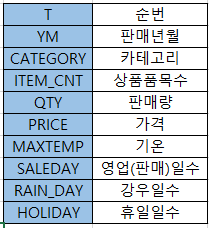 T 순번
YM 판매년월
CATEGORY 카테고리
ITEM_CNT 상품품목수
QTY 판매량
PRICE 가격
MAXTEMP 기온
SALEDAY 영업(판매)일수
RAIN_DAY 강우일수
HOLIDAY 휴일일수